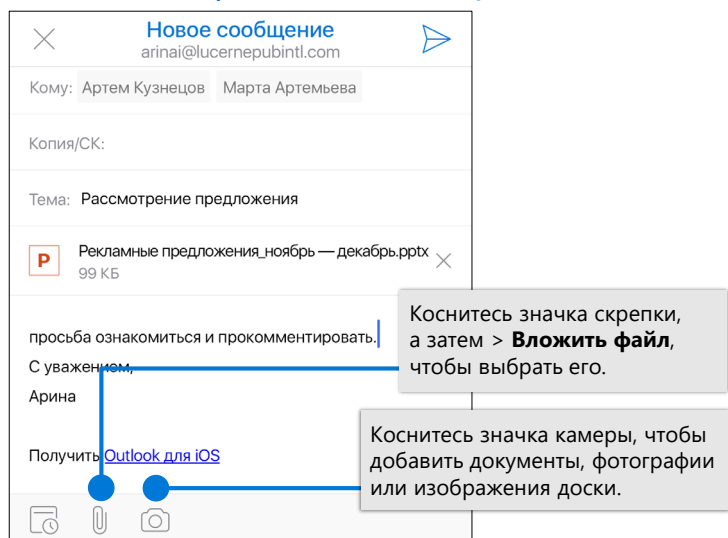 Новое сообщение
arinai@lucernepubintl.com
Кому: Артем Кузнецов Марта Артемьева
Копия/СК:
Тема: Рассмотрение предложения
P
Рекламные предложения_ноябрь — декабрь.pptx
99 КБ
просьба ознакомиться и прокомментировать.
С уважением,
Арина
Получить Outlook для iOS
Коснитесь значка скрепки,
а затем > Вложить файл,
чтобы выбрать его.
Коснитесь значка камеры, чтобы
добавить документы, фотографии
или изображения доски.